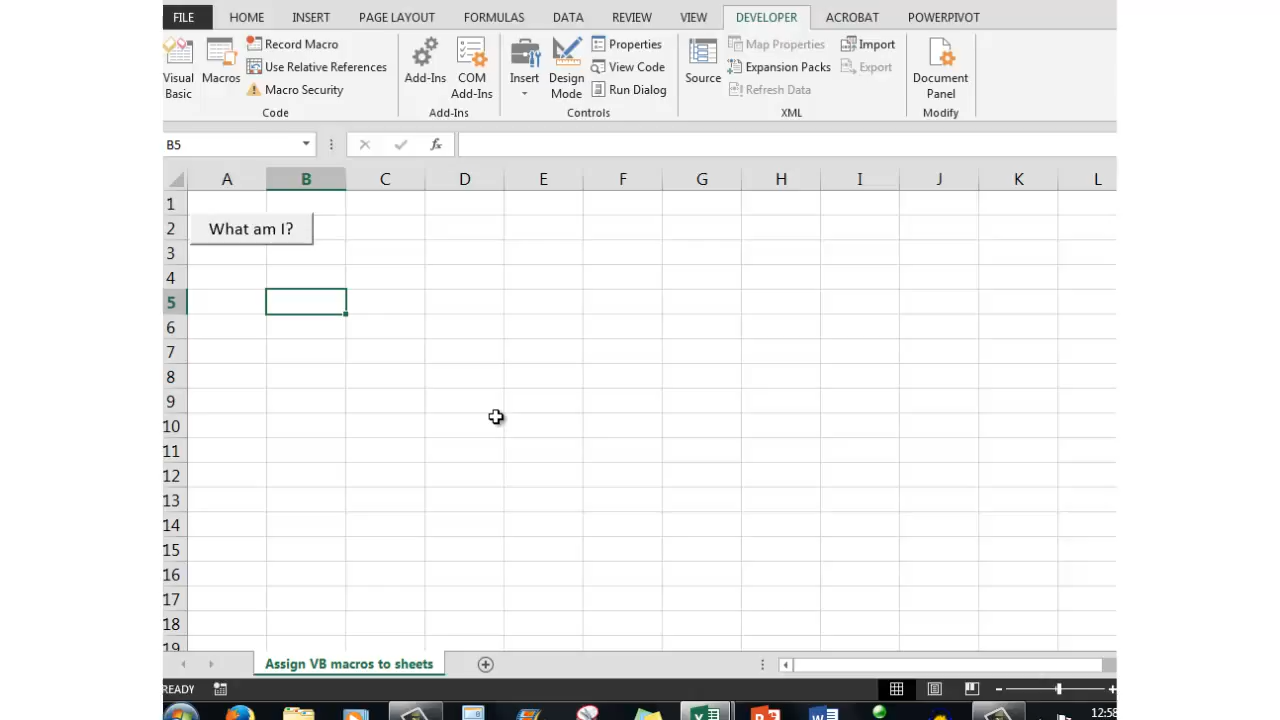 FILE HOME INSERT PAGE LAYOUT FORMULAS DATA REVIEW VIEW DEVELOPER ACROBAT POWERPIVOT
Visual Basic
Macros
Record Macro
Use Relative References
Macro Security
Code
Add-Ins
COM Add-Ins
Add-Ins
Insert
Design Mode
Properties
View Code
Run Dialog
Controls
Source
Map Properties
Expansion Packs
Refresh Data
Import
Export
XML
Document Panel
Modify
B5
fx
A B C D E F G H I J K L
1
2 What am I?
3
4
5
6
7
8
9
10
11
12
13
14
15
16
17
18
19
Assign VB macros to sheets
READY
12:58